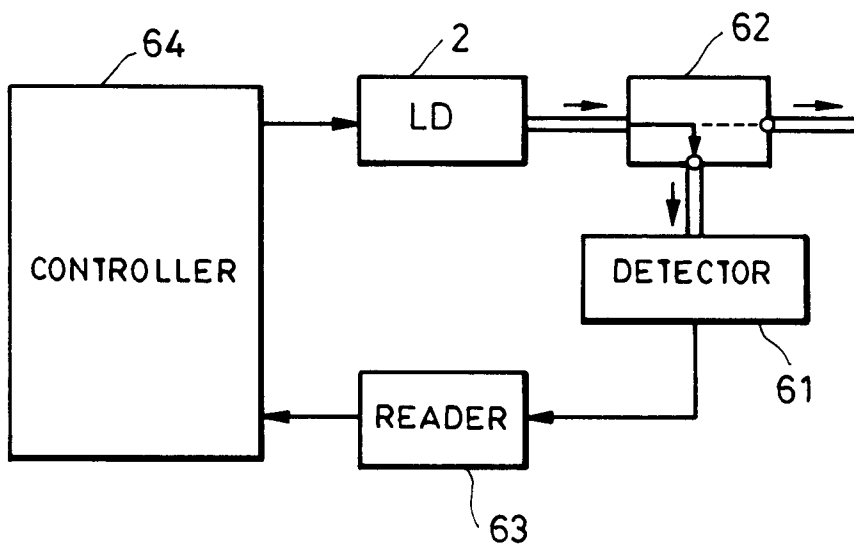 64
2
62
LD
CONTROLLER
DETECTOR
61
READER
63